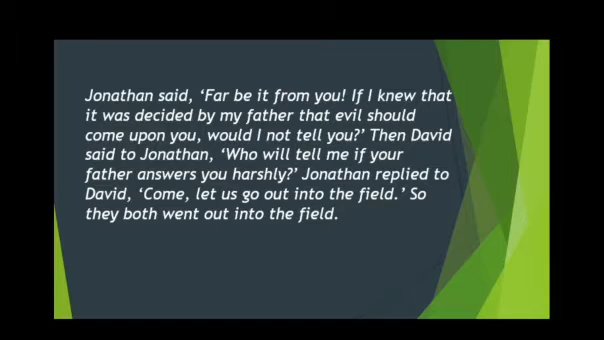 Jonathan said, ‘Far be it from you! If I knew that
it was decided by my father that evil should
come upon you, would I not tell you?’ Then David
said to Jonathan, ‘Who will tell me if your
father answers you harshly?’ Jonathan replied to
David, ‘Come, let us go out into the field.’ So
they both went out into the field.